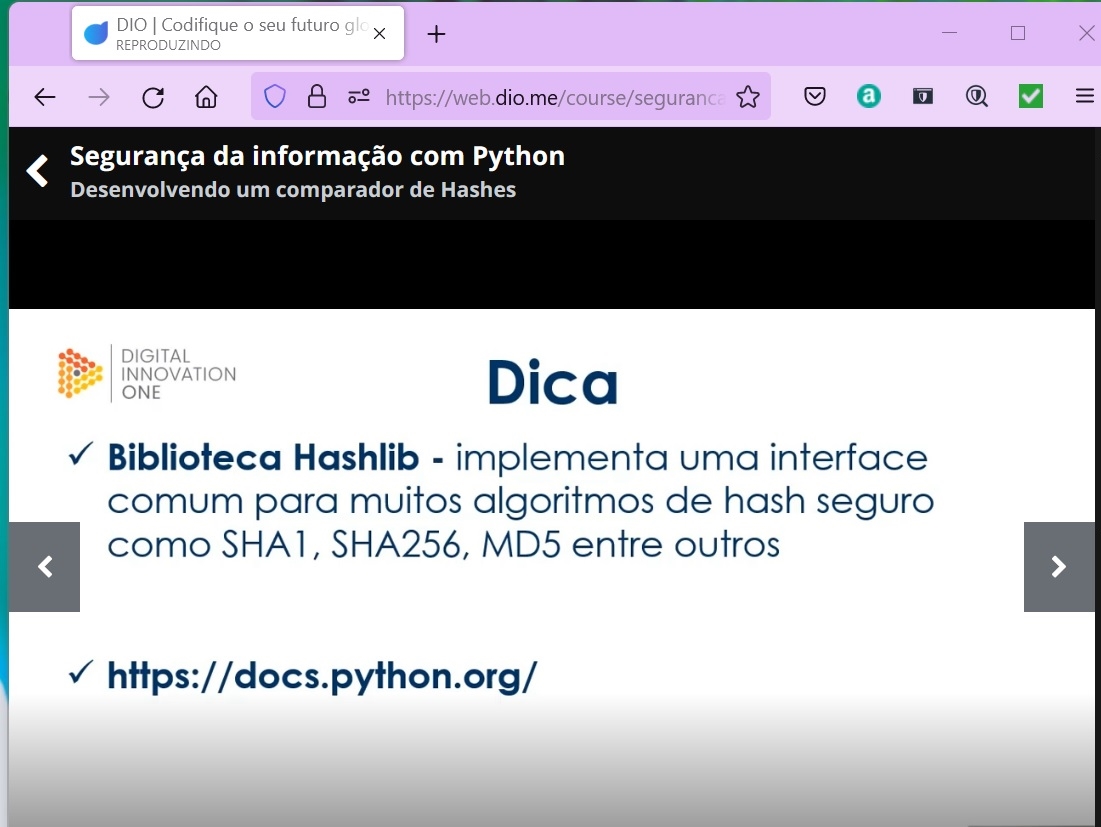 DIO | Codifique o seu futuro glo
REPRODUZINDO
https://web.dio.me/course/seguranca
a
Segurança da informação com Python
Desenvolvendo um comparador de Hashes
DIGITAL
INNOVATION
ONE
Dica
✓ Biblioteca Hashlib - implementa uma interface
comum para muitos algoritmos de hash seguro
como SHA1, SHA256, MD5 entre outros
✓ https://docs.python.org/